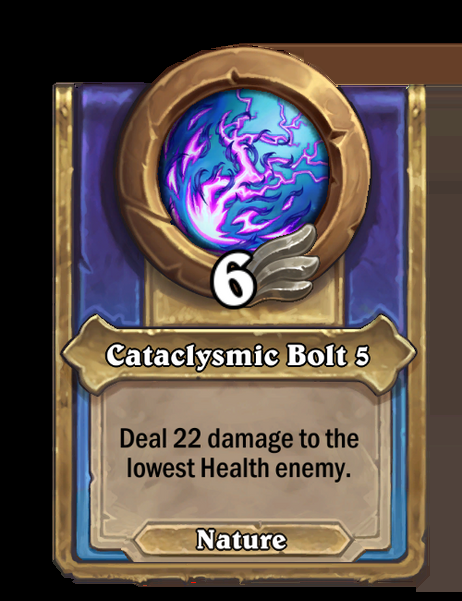 6
Cataclysmic Bolt 5
Deal 22 damage to the
lowest Health enemy.
Nature